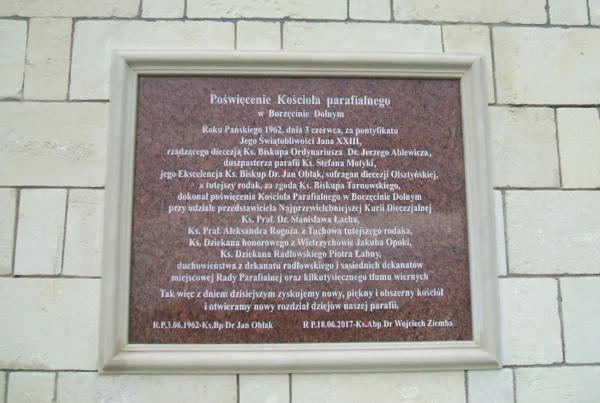 Poświęcenie Kościoła parafialnego
w Borzęcinie Dolnym
Roku Pańskiego 1962, dnia 3 czerwca, za pontyfikatu
Jego Świątobliwości Jana XXIII,
rządzącego diecezją Ks. Biskupa Ordynariusza Dr. Jerzego Ablewicza,
duszpasterza parafii Ks. Stefana Motyki,
jego Ekscelencja Ks. Biskup Dr Jan Obłąk, sufragan diecezji Olsztyńskiej,
a tutejszy rodak, za zgodą Ks. Biskupa Tarnowskiego,
dokonał poświęcenia Kościoła Parafialnego w Borzęcinie Dolnym
przy udziale przedstawiciela Najprzewielebniejszej Kurii Diecezjalnej
Ks. Prał. Dr. Stanisława Łacha,
Ks. Prał. Aleksandra Rogoża z Tuchowa tutejszego rodaka,
Ks. Dziekana honorowego z Wietrzychowic Jakuba Opoki,
Ks. Dziekana Radłowskiego Piotra Łabny,
duchowieństwa z dekanatu radłowskiego i sąsiednich dekanatów
miejscowej Rady Parafialnej oraz kilkutysięcznego tłumu wiernych
Tak więc z dniem dzisiejszym zyskujemy nowy, piękny i obszerny kościół
i otwieramy nowy rozdział dziejów naszej parafii.
R.P.3.06.1962-Ks.Bp Dr Jan Obłąk R P.18.06.2017-Ks.Abp Dr Wojciech Ziemba